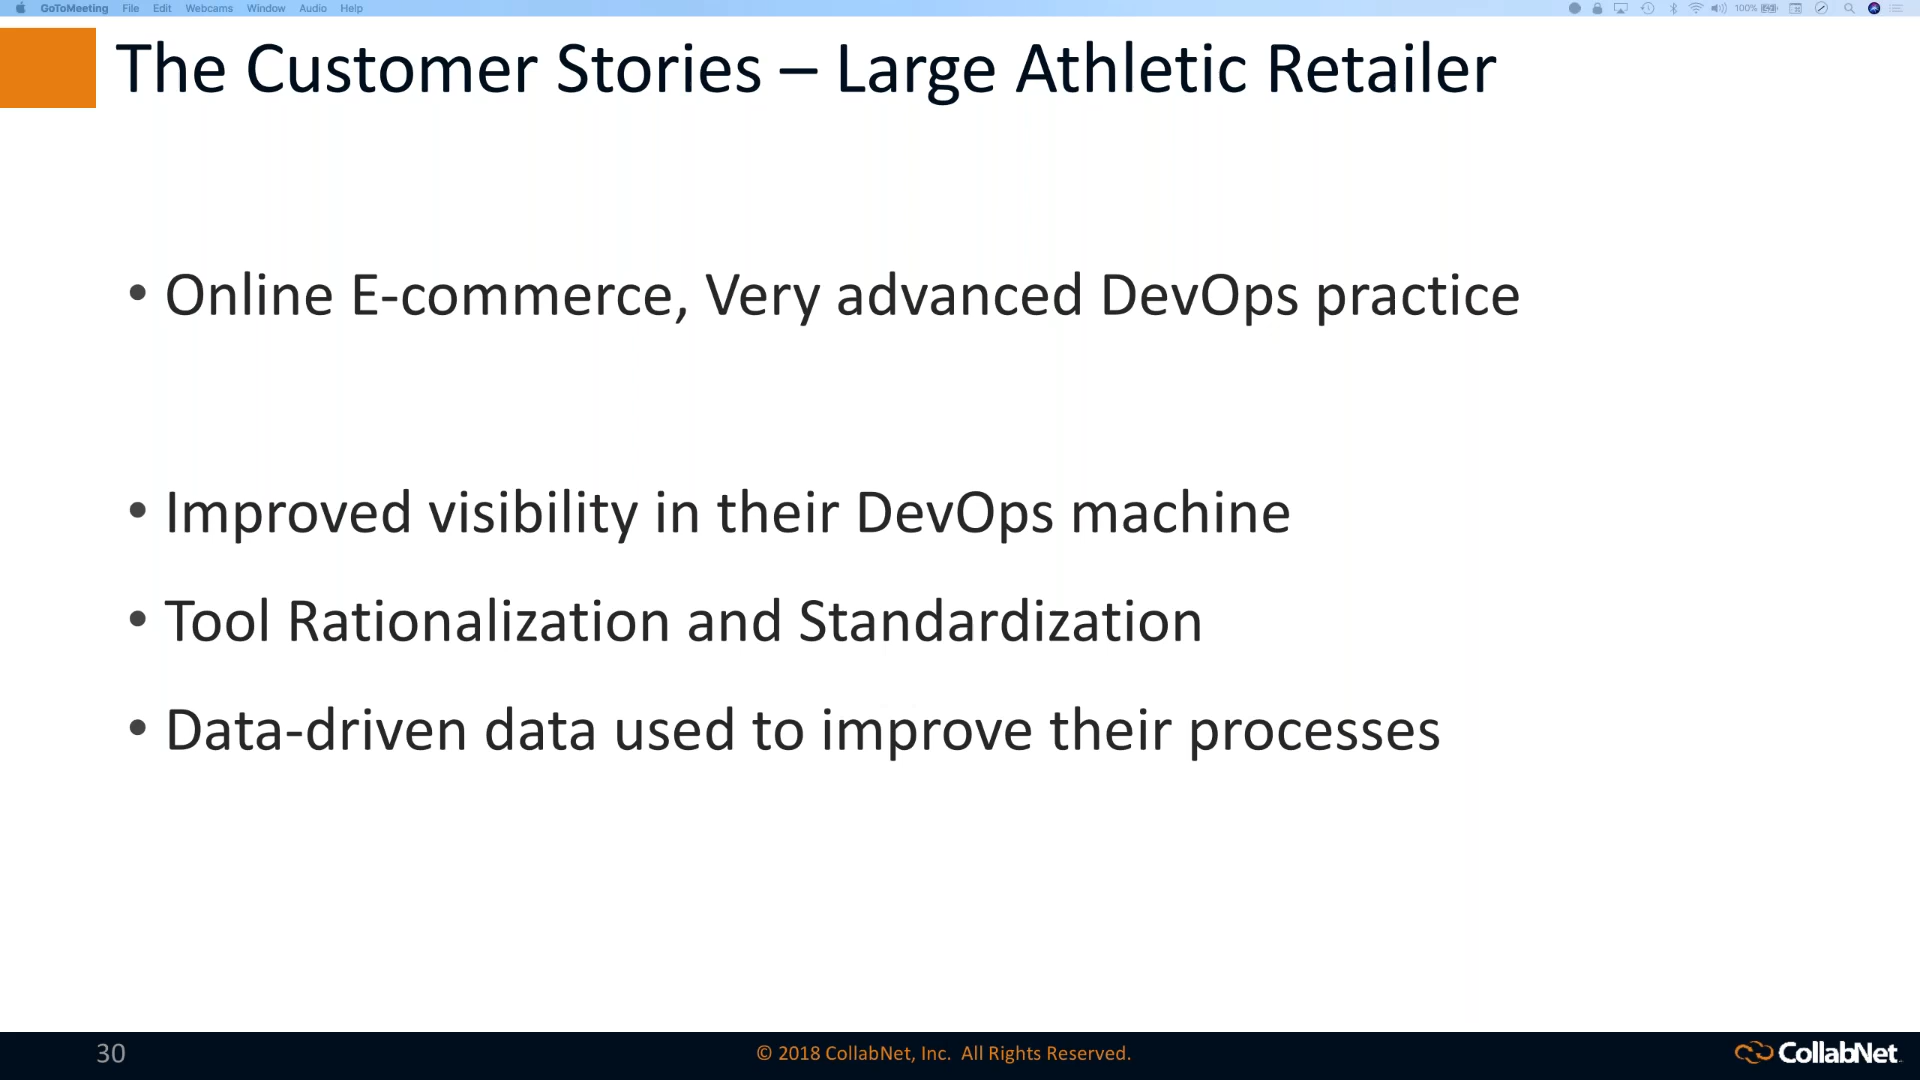 GoToMeeting File Edit Webcams Window Audio Help 100%
The Customer Stories – Large Athletic Retailer
• Online E-commerce, Very advanced DevOps practice
• Improved visibility in their DevOps machine
• Tool Rationalization and Standardization
• Data-driven data used to improve their processes
30
© 2018 CollabNet, Inc. All Rights Reserved.
CollabNet